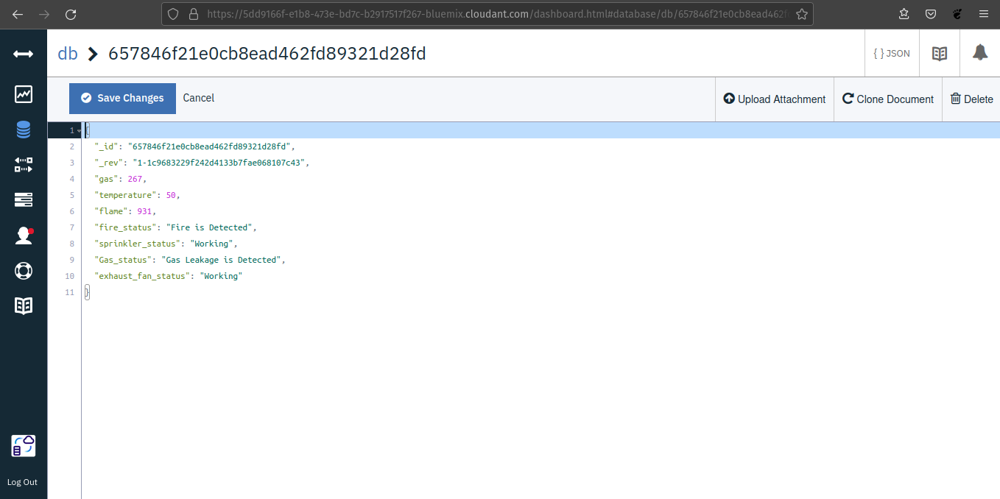 https://5dd9166f-e1b8-473e-bd7c-b2917517f267-bluemix.cloudant.com/dashboard.html#database/db/657846f21e0cb8ead462f
db > 657846f21e0cb8ead462fd89321d28fd
{ } JSON
Save Changes
Cancel
Upload Attachment
Clone Document
Delete
1 {
2 "_id": "657846f21e0cb8ead462fd89321d28fd",
3 "_rev": "1-1c9683229f242d4133b7fae068107c43",
4 "gas": 267,
5 "temperature": 50,
6 "flame": 931,
7 "fire_status": "Fire is Detected",
8 "sprinkler_status": "Working",
9 "Gas_status": "Gas Leakage is Detected",
10 "exhaust_fan_status": "Working"
11 }
Log Out